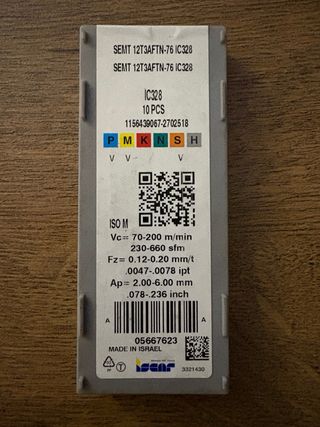 SEMT 12T3AFTN-76 IC328
SEMT 12T3AFTN-76 IC328
IC328
10 PCS
1156439067-2702518
P M K N S H
V V V
ISO M
Vc= 70-200 m/min
230-660 sfm
Fz= 0.12-0.20 mm/t
.0047-.0078 ipt
Ap= 2.00-6.00 mm
.078-.236 inch
A A
05667623
MADE IN ISRAEL
PP
T
iscar
3321430